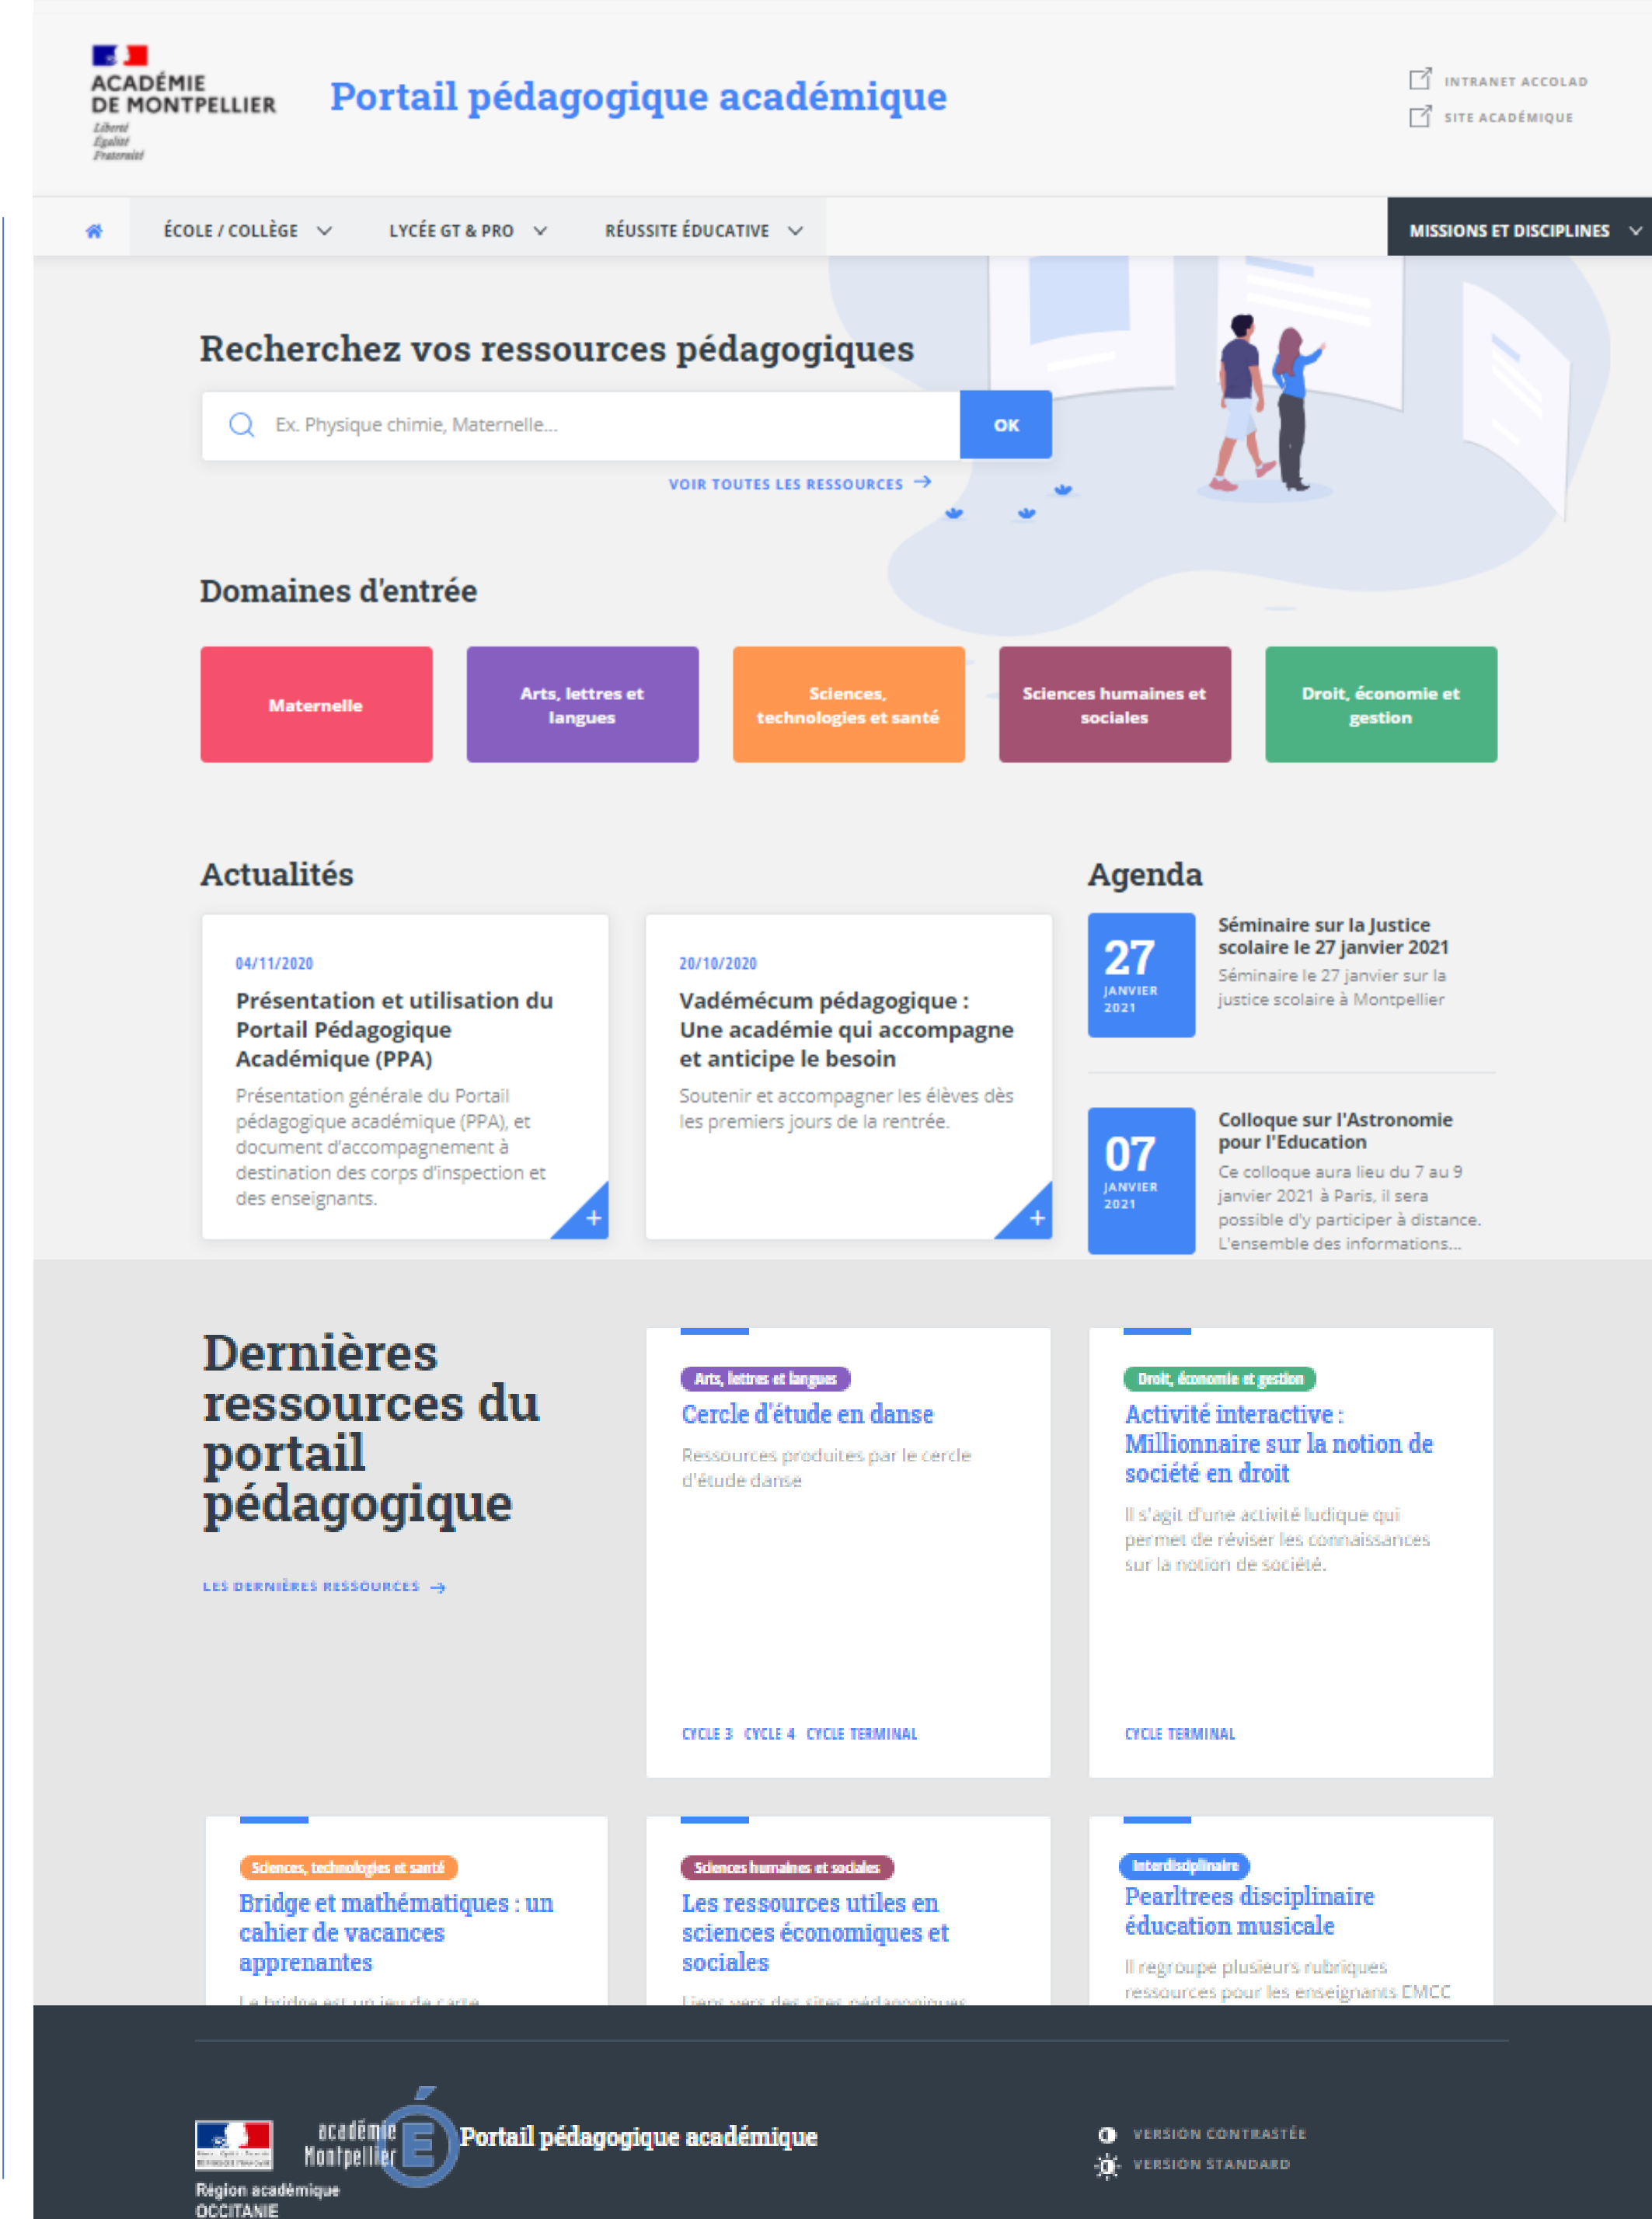 ACADÉMIE
DE MONTPELLIER
Liberté
Égalité
Fraternité
Portail pédagogique académique
INTRANET ACCOLAD
SITE ACADÉMIQUE
ÉCOLE / COLLÈGE
LYCÉE GT & PRO
RÉUSSITE ÉDUCATIVE
MISSIONS ET DISCIPLINES
Recherchez vos ressources pédagogiques
Ex. Physique chimie, Maternelle...
OK
VOIR TOUTES LES RESSOURCES
Domaines d'entrée
Maternelle
Arts, lettres et
langues
Sciences,
technologies et santé
Sciences humaines et
sociales
Droit, économie et
gestion
Actualités
04/11/2020
Présentation et utilisation du
Portail Pédagogique
Académique (PPA)
Présentation générale du Portail
pédagogique académique (PPA), et
document d'accompagnement à
destination des corps d'inspection et
des enseignants.
+
20/10/2020
Vadémécum pédagogique :
Une académie qui accompagne
et anticipe le besoin
Soutenir et accompagner les élèves dès
les premiers jours de la rentrée.
+
Agenda
27
JANVIER
2021
Séminaire sur la Justice
scolaire le 27 janvier 2021
Séminaire le 27 janvier sur la
justice scolaire à Montpellier
07
JANVIER
2021
Colloque sur l'Astronomie
pour l'Education
Ce colloque aura lieu du 7 au 9
janvier 2021 à Paris, il sera
possible d'y participer à distance.
L'ensemble des informations...
Dernières
ressources du
portail
pédagogique
LES DERNIÈRES RESSOURCES
Arts, lettres et langues
Cercle d'étude en danse
Ressources produites par le cercle
d'étude danse
CYCLE 3 CYCLE 4 CYCLE TERMINAL
Droit, économie et gestion
Activité interactive :
Millionnaire sur la notion de
société en droit
Il s'agit d'une activité ludique qui
permet de réviser les connaissances
sur la notion de société.
CYCLE TERMINAL
Sciences, technologies et santé
Bridge et mathématiques : un
cahier de vacances
apprenantes
Le bridge est un jeu de carte
Sciences humaines et sociales
Les ressources utiles en
sciences économiques et
sociales
Liens vers des sites pédagogiques
Interdisciplinaire
Pearltrees disciplinaire
éducation musicale
Il regroupe plusieurs rubriques
ressources pour les enseignants EMCC
Région académique
OCCITANIE
académie
Montpellier
É
Portail pédagogique académique
VERSION CONTRASTÉE
VERSION STANDARD